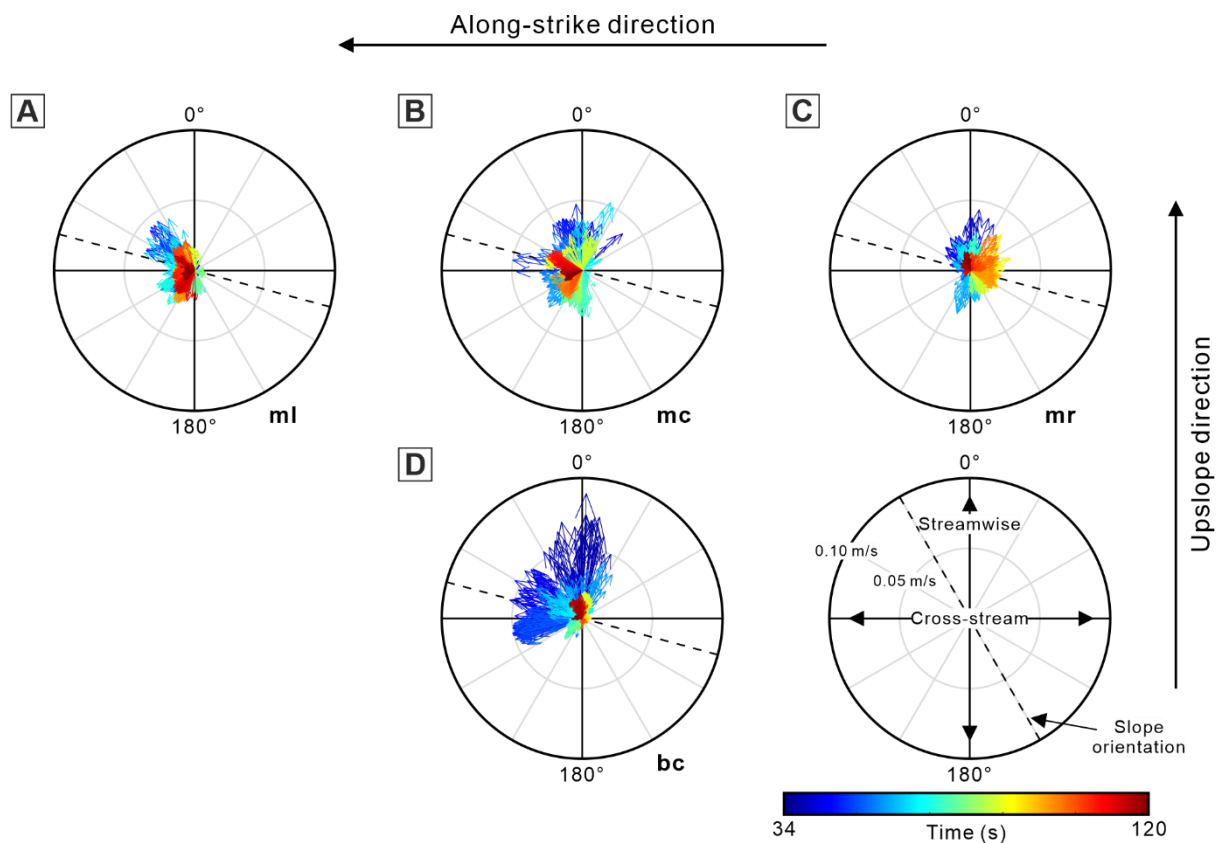 Along-strike direction
A
B
C
0°
0°
0°
180°
ml
180°
mc
180°
mr
Upslope direction
D
0°
0°
Streamwise
0.10 m/s
0.05 m/s
Cross-stream
Slope
orientation
180°
bc
180°
34
Time (s)
120